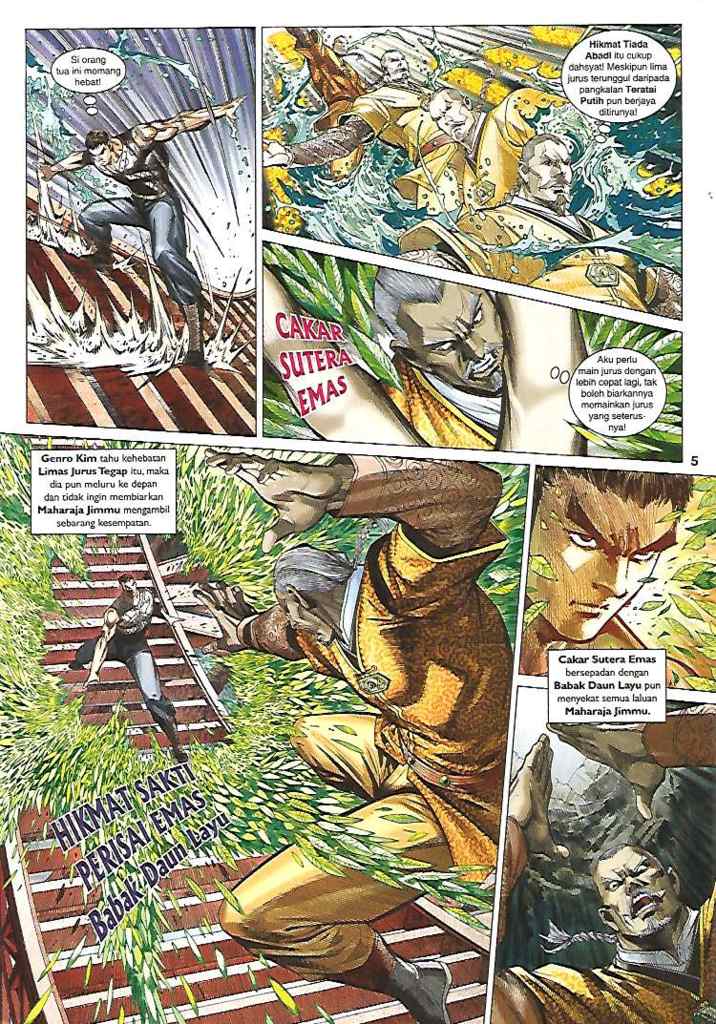 Si orang
tua ini momang
hebat!
Hikmat Tiada
Abadi itu cukup
dahsyat! Meskipun lima
jurus terunggul daripada
pangkalan Teratai
Putih pun berjaya
ditirunya!
CAKAR
SUTERA
EMAS
Aku perlu
main jurus dengan
lebih cepat lagi, tak
boleh biarkannya
momainkan jurus
yang seterus-
nya!
5
Genro Kim tahu kehebatan
Limas Jurus Tegap itu, maka
dia pun meluru ke depan
dan tidak ingin membiarkan
Maharaja Jimmu mengambil
sebarang kesempatan.
HIKMAT SAKTI
PERISAI EMAS
Babak Daun Layu
Cakar Sutera Emas
bersepadan dengan
Babak Daun Layu pun
menyekat semua laluan
Maharaja Jimmu.